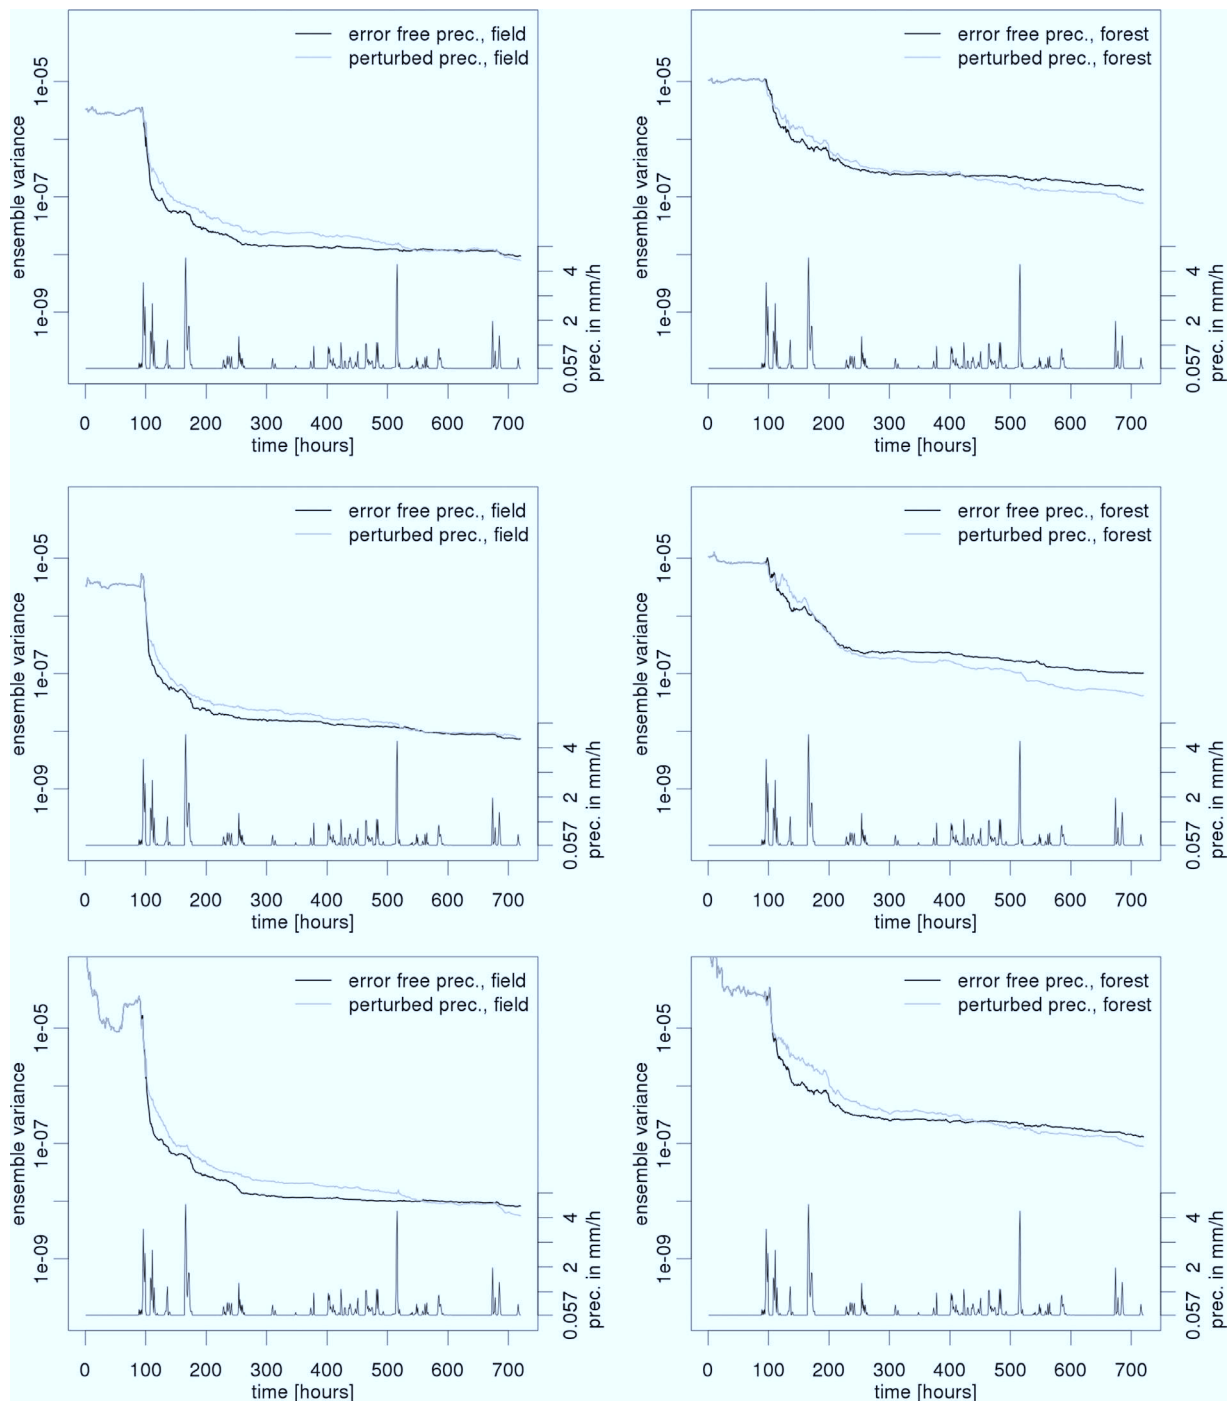 error free prec., field
perturbed prec., field
ensemble variance
1e-05
1e-07
1e-09
4
2
0.057
prec. in mm/h
0 100 200 300 400 500 600 700
time [hours]
error free prec., forest
perturbed prec., forest
ensemble variance
1e-05
1e-07
1e-09
4
2
0.057
prec. in mm/h
0 100 200 300 400 500 600 700
time [hours]
error free prec., field
perturbed prec., field
ensemble variance
1e-05
1e-07
1e-09
4
2
0.057
prec. in mm/h
0 100 200 300 400 500 600 700
time [hours]
error free prec., forest
perturbed prec., forest
ensemble variance
1e-05
1e-07
1e-09
4
2
0.057
prec. in mm/h
0 100 200 300 400 500 600 700
time [hours]
error free prec., field
perturbed prec., field
ensemble variance
1e-05
1e-07
1e-09
4
2
0.057
prec. in mm/h
0 100 200 300 400 500 600 700
time [hours]
error free prec., forest
perturbed prec., forest
ensemble variance
1e-05
1e-07
1e-09
4
2
0.057
prec. in mm/h
0 100 200 300 400 500 600 700
time [hours]